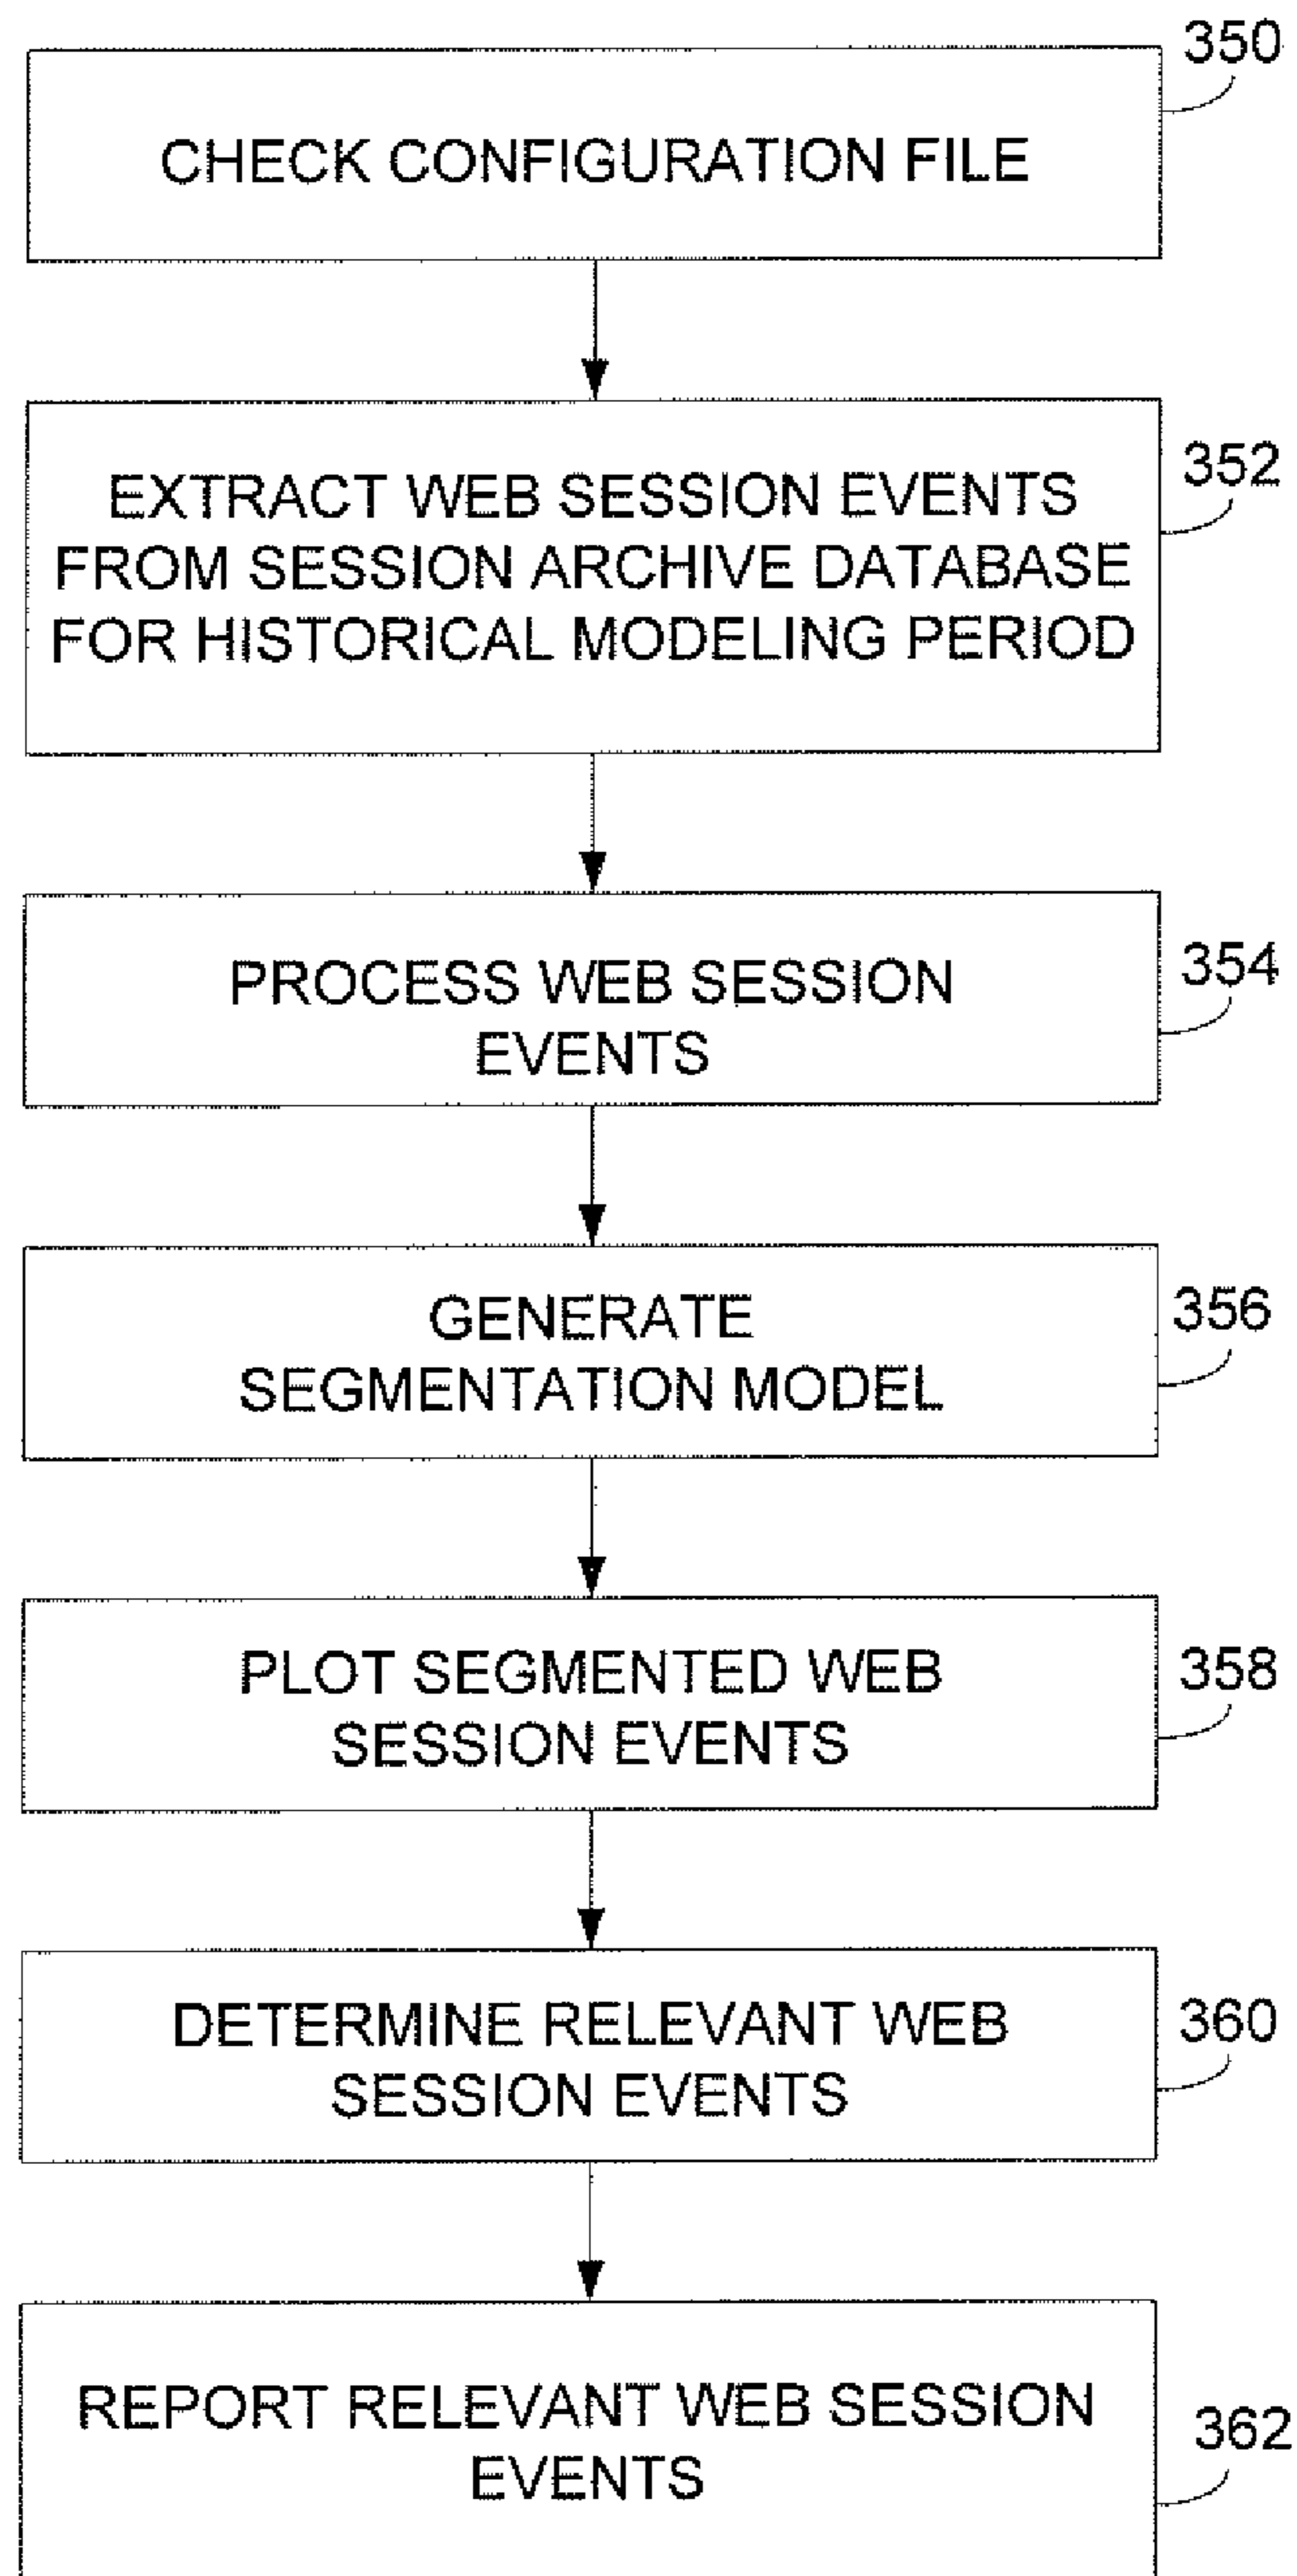 350
CHECK CONFIGURATION FILE
352
EXTRACT WEB SESSION EVENTS
FROM SESSION ARCHIVE DATABASE
FOR HISTORICAL MODELING PERIOD
354
PROCESS WEB SESSION
EVENTS
356
GENERATE
SEGMENTATION MODEL
358
PLOT SEGMENTED WEB
SESSION EVENTS
360
DETERMINE RELEVANT WEB
SESSION EVENTS
362
REPORT RELEVANT WEB SESSION
EVENTS